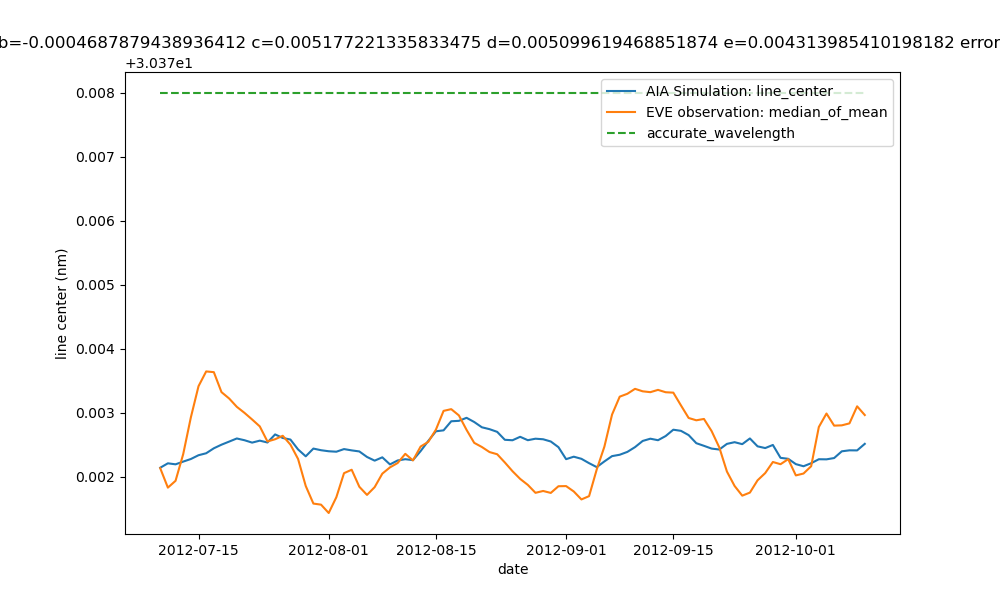 b=-0.0004687879438936412 c=0.005177221335833475 d=0.005099619468851874 e=0.004313985410198182 error
+3.037e1
0.008
0.007
0.006
0.005
0.004
0.003
0.002
line center (nm)
AIA Simulation: line_center
EVE observation: median_of_mean
accurate_wavelength
2012-07-15 2012-08-01 2012-08-15 2012-09-01 2012-09-15 2012-10-01
date